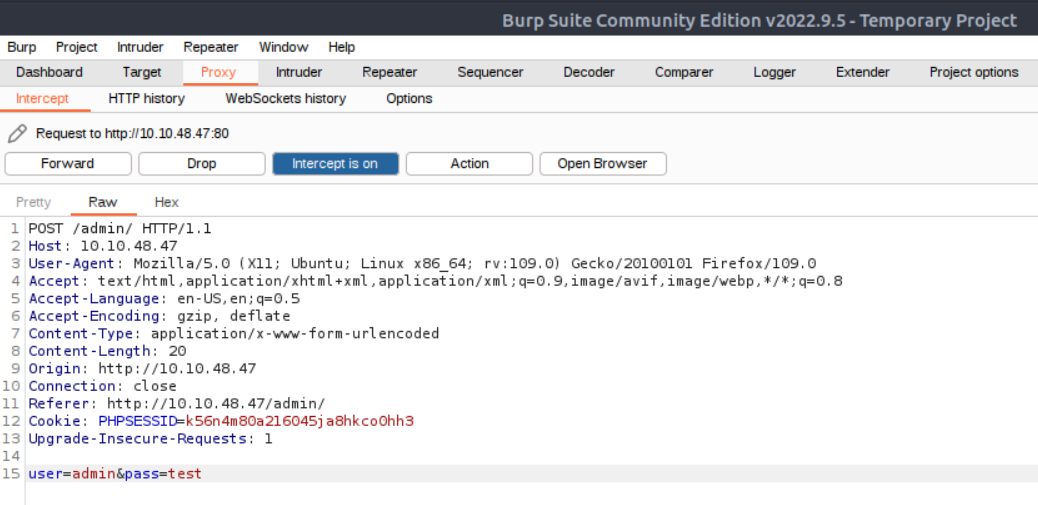 Burp Suite Community Edition v2022.9.5 - Temporary Project
Burp Project Intruder Repeater Window Help
Dashboard Target Proxy Intruder Repeater Sequencer Decoder Comparer Logger Extender Project options
Intercept HTTP history WebSockets history Options
Request to http://10.10.48.47:80
Forward Drop Intercept is on Action Open Browser
Pretty Raw Hex
1 POST /admin/ HTTP/1.1
2 Host: 10.10.48.47
3 User-Agent: Mozilla/5.0 (X11; Ubuntu; Linux x86_64; rv:109.0) Gecko/20100101 Firefox/109.0
4 Accept: text/html,application/xhtml+xml,application/xml;q=0.9,image/avif,image/webp,*/*;q=0.8
5 Accept-Language: en-US,en;q=0.5
6 Accept-Encoding: gzip, deflate
7 Content-Type: application/x-www-form-urlencoded
8 Content-Length: 20
9 Origin: http://10.10.48.47
10 Connection: close
11 Referer: http://10.10.48.47/admin/
12 Cookie: PHPSESSID=k56n4m80a216045ja8hkco0hh3
13 Upgrade-Insecure-Requests: 1
14
15 user=admin&pass=test